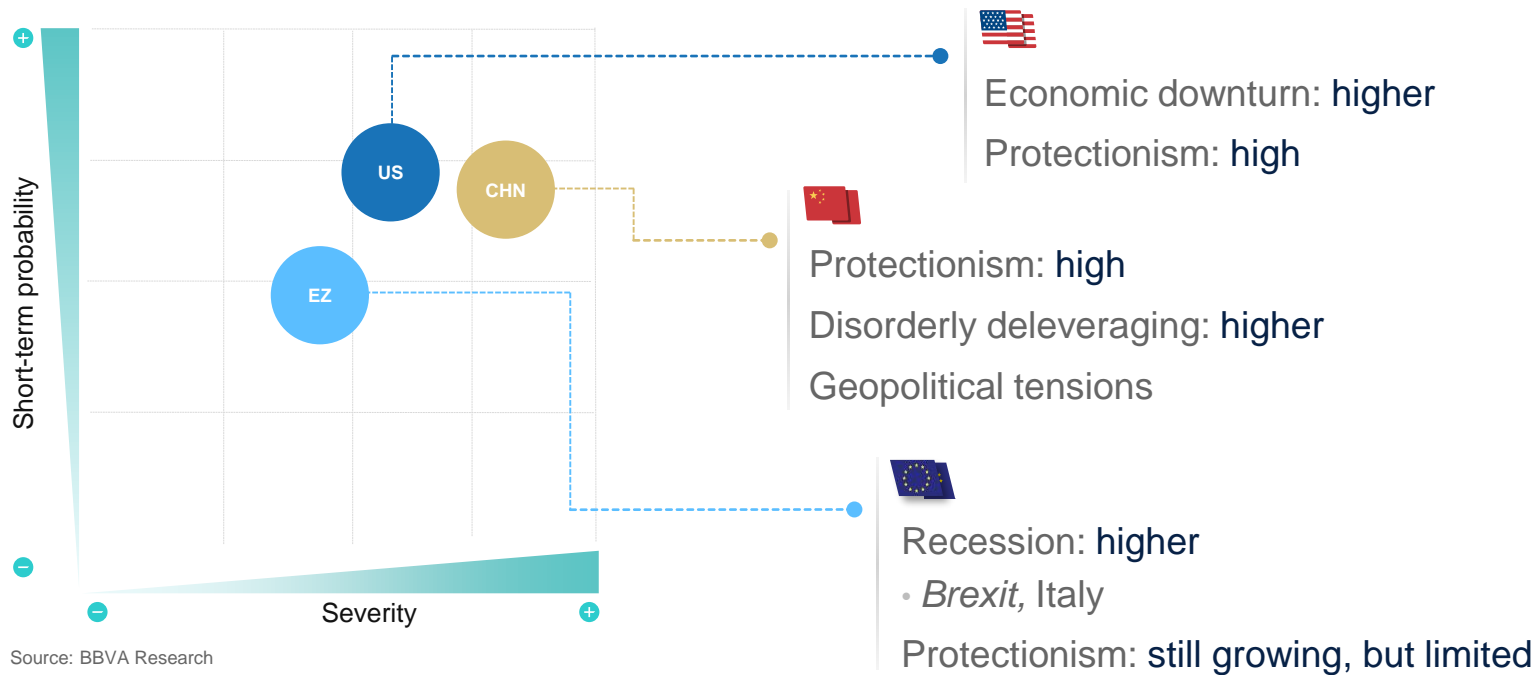 Short-term probability
US
CHN
EZ
Severity
Economic downturn: higher
Protectionism: high
Protectionism: high
Disorderly deleveraging: higher
Geopolitical tensions
Recession: higher
• Brexit, Italy
Protectionism: still growing, but limited
Source: BBVA Research